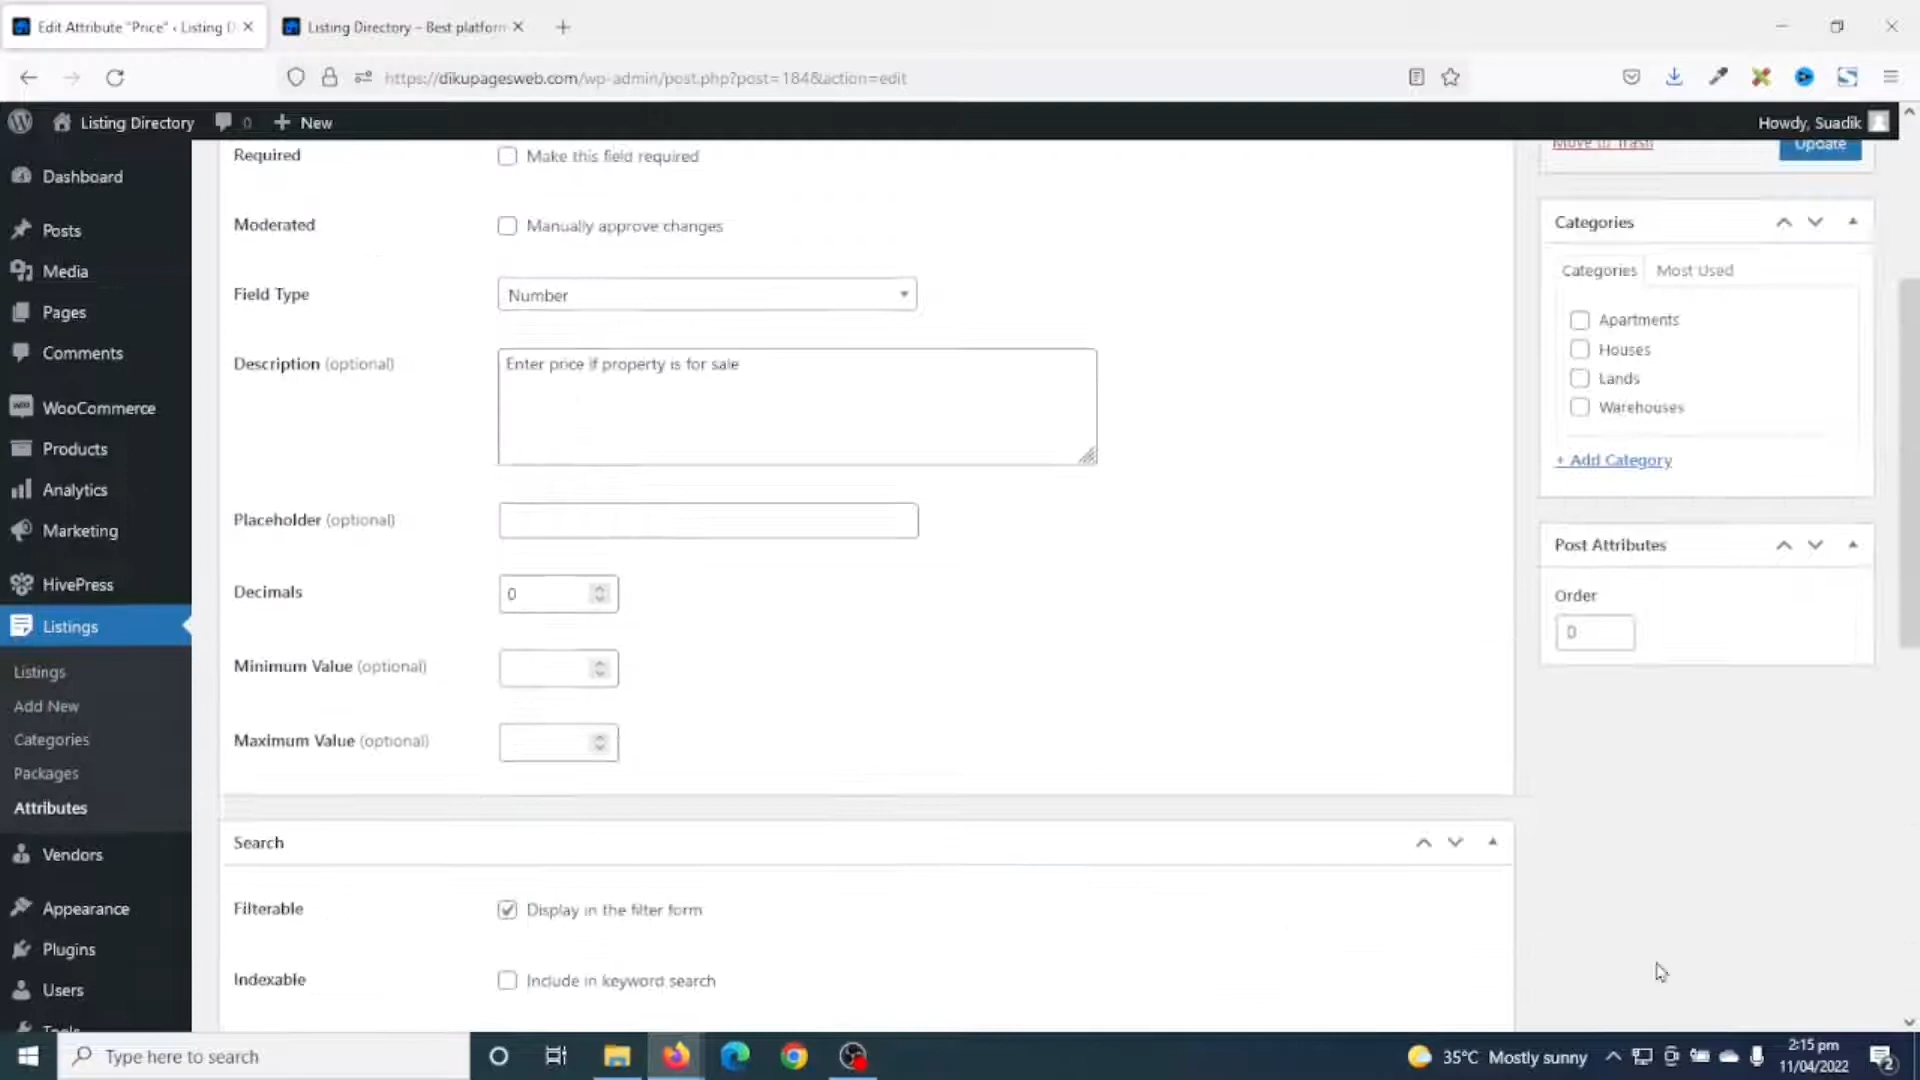 Edit Attribute "Price" ‹ Listing D
Listing Directory – Best platform
https://dikupagesweb.com/wp-admin/post.php?post=184&action=edit
Listing Directory
0
New
Howdy, Suadik
Dashboard
Posts
Media
Pages
Comments
WooCommerce
Products
Analytics
Marketing
HivePress
Listings
Listings
Add New
Categories
Packages
Attributes
Vendors
Appearance
Plugins
Users
Tools
Required
Make this field required
Moderated
Manually approve changes
Field Type
Number
Description (optional)
Enter price if property is for sale
Placeholder (optional)
Decimals
0
Minimum Value (optional)
Maximum Value (optional)
Search
Filterable
Display in the filter form
Indexable
Include in keyword search
Move to Trash
Update
Categories
Categories
Most Used
Apartments
Houses
Lands
Warehouses
+ Add Category
Post Attributes
Order
0
Type here to search
35°C Mostly sunny
2:15 pm
11/04/2022
2